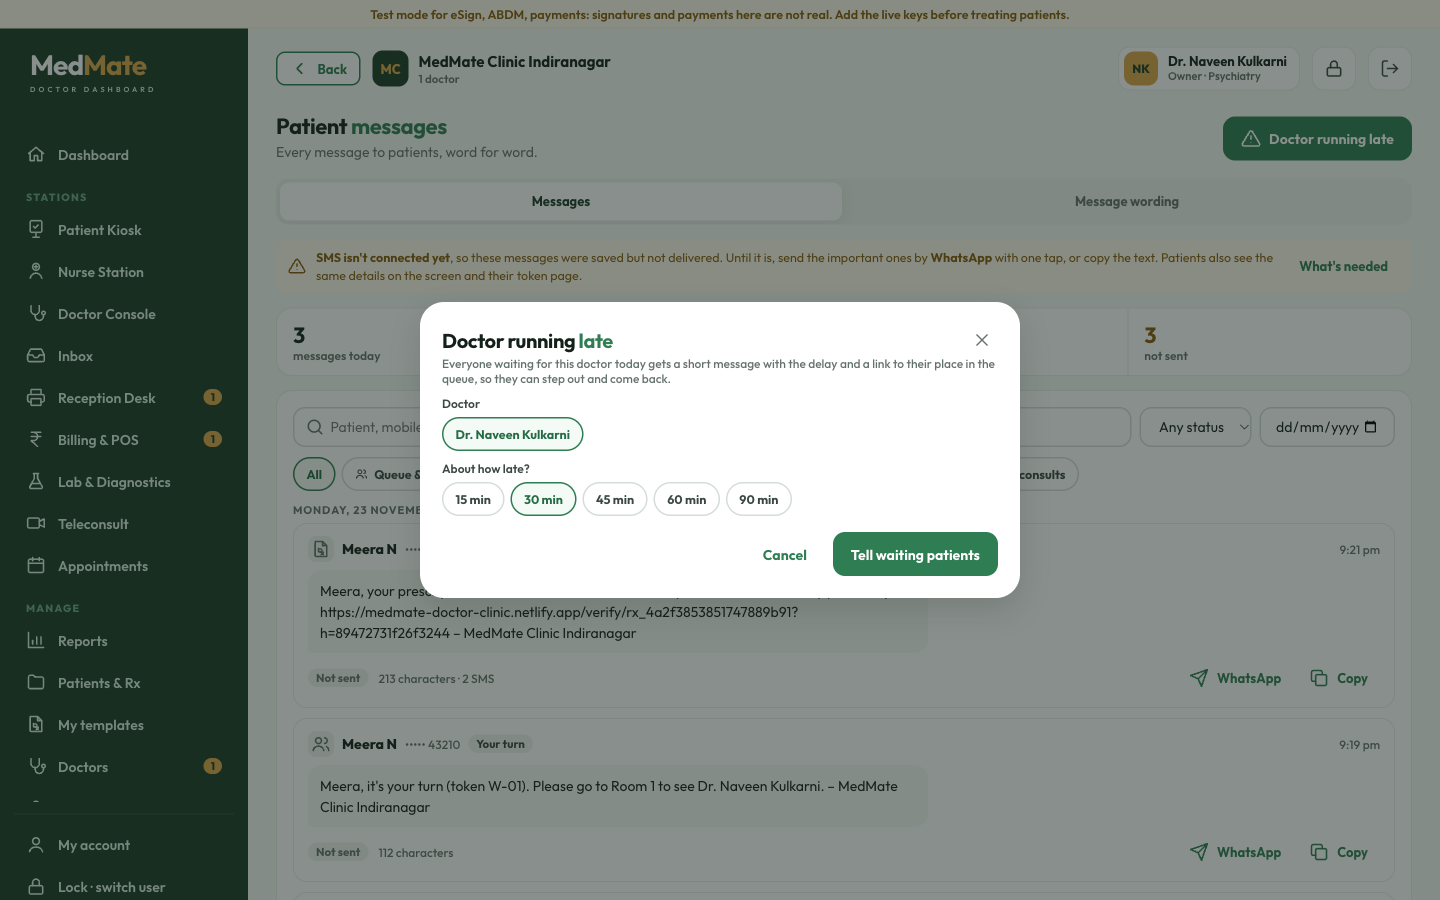 Test mode for eSign, ABDM, payments: signatures and payments here are not real. Add the live keys before treating patients.
MedMate
DOCTOR DASHBOARD
Dashboard
STATIONS
Patient Kiosk
Nurse Station
Doctor Console
Inbox
Reception Desk 1
Billing & POS 1
Lab & Diagnostics
Teleconsult
Appointments
MANAGE
Reports
Patients & Rx
My templates
Doctors 1
My account
Lock · switch user
Back
MC
MedMate Clinic Indiranagar
1 doctor
NK
Dr. Naveen Kulkarni
Owner · Psychiatry
Patient messages
Every message to patients, word for word.
Doctor running late
Messages
Message wording
SMS isn't connected yet, so these messages were saved but not delivered. Until it is, send the important ones by WhatsApp with one tap, or copy the text. Patients also see the
same details on the screen and their token page.
What's needed
3
messages today
3
not sent
Patient, mobile
Any status
dd/mm/yyyy
All
Queue &
consults
MONDAY, 23
Doctor running late
Everyone waiting for this doctor today gets a short message with the delay and a link to their place in the
queue, so they can step out and come back.
Doctor
Dr. Naveen Kulkarni
About how late?
15 min
30 min
45 min
60 min
90 min
Cancel
Tell waiting patients
Meera N
9:21 pm
Meera, your
https://medmate-doctor-clinic.netlify.app/verify/rx_4a2f3853851747889b91?
h=89472731f26f3244 – MedMate Clinic Indiranagar
Not sent
213 characters · 2 SMS
WhatsApp
Copy
Meera N ····· 43210 Your turn
9:19 pm
Meera, it's your turn (token W-01). Please go to Room 1 to see Dr. Naveen Kulkarni. – MedMate
Clinic Indiranagar
Not sent
112 characters
WhatsApp
Copy